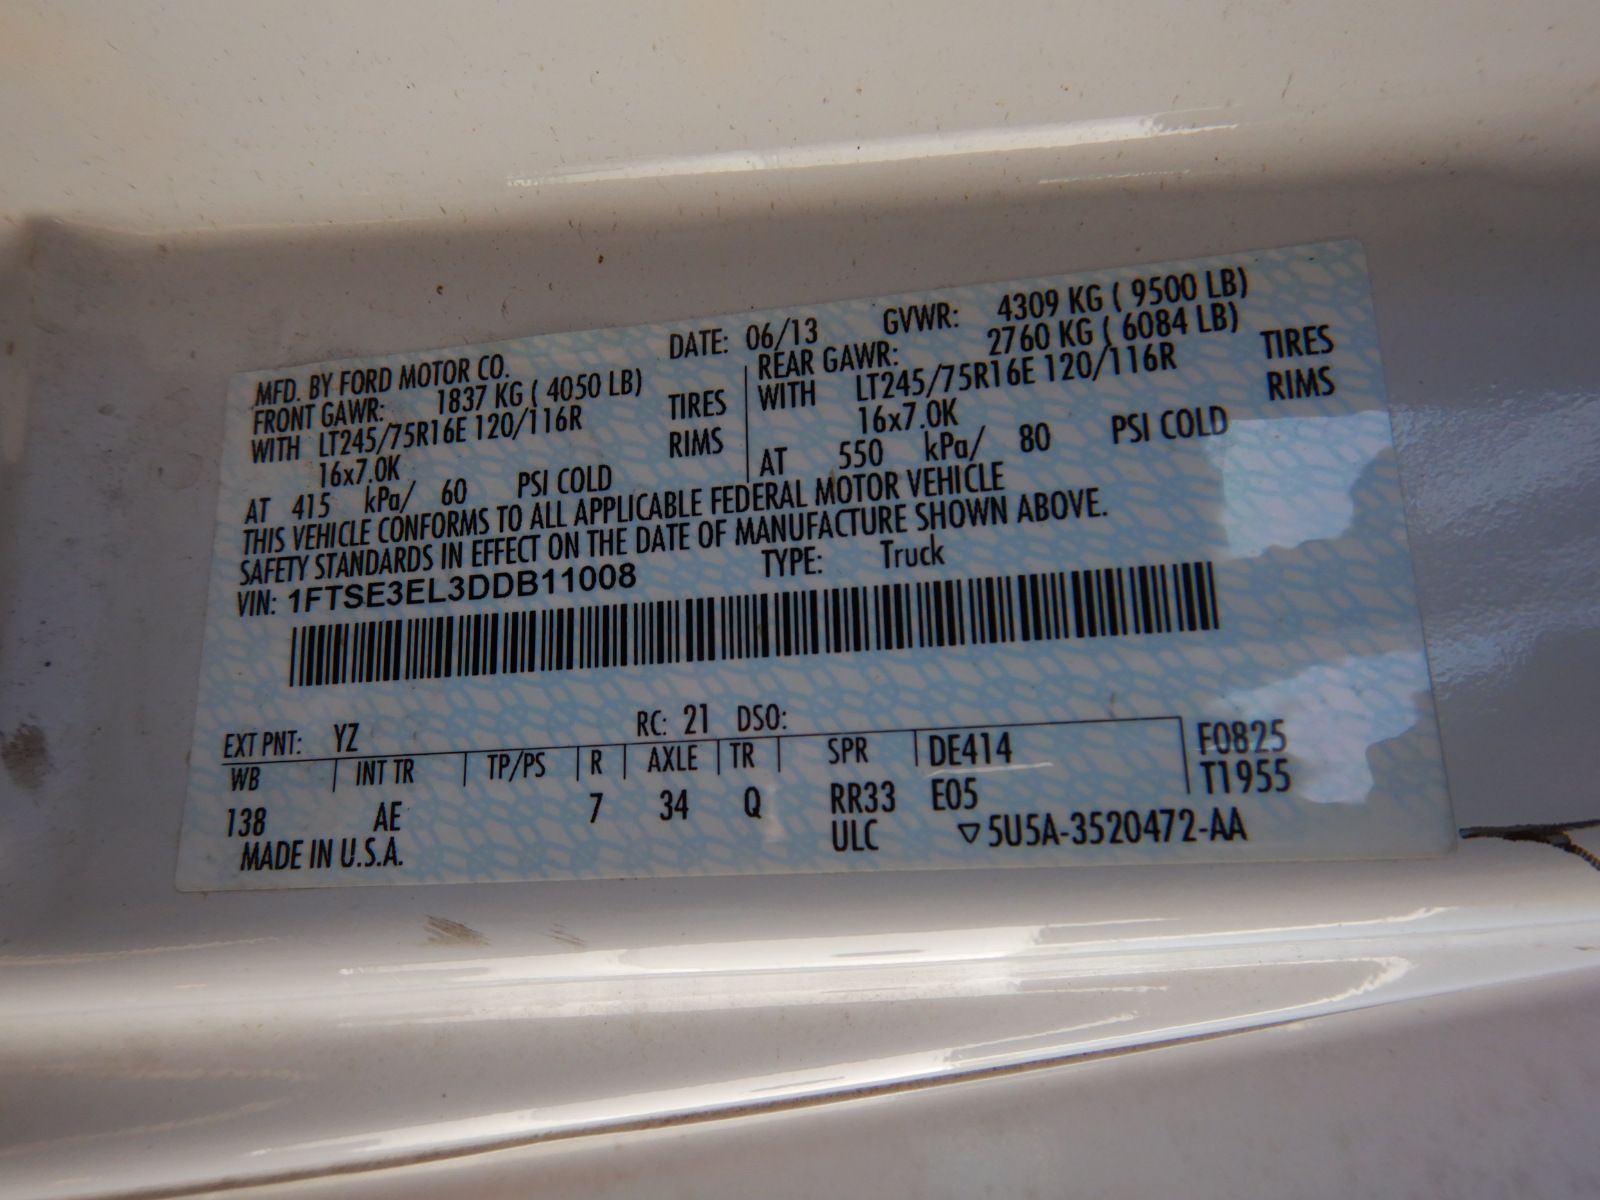 MFD. BY FORD MOTOR CO. DATE: 06/13 GVWR: 4309 KG ( 9500 LB)
FRONT GAWR: 1837 KG ( 4050 LB)
WITH LT245/75R16E 120/116R TIRES
16x7.0K RIMS
AT 415 kPa/ 60 PSI COLD
REAR GAWR: 2760 KG ( 6084 LB)
WITH LT245/75R16E 120/116R TIRES
16x7.0K RIMS
AT 550 kPa/ 80 PSI COLD
THIS VEHICLE CONFORMS TO ALL APPLICABLE FEDERAL MOTOR VEHICLE
SAFETY STANDARDS IN EFFECT ON THE DATE OF MANUFACTURE SHOWN ABOVE.
VIN: 1FTSE3EL3DDB11008 TYPE: Truck
EXT PNT: YZ RC: 21 DSO:
WB INT TR TP/PS R AXLE TR SPR DE414 F0825
T1955
138 AE 7 34 Q RR33 E05
MADE IN U.S.A. ULC ▽5U5A-3520472-AA